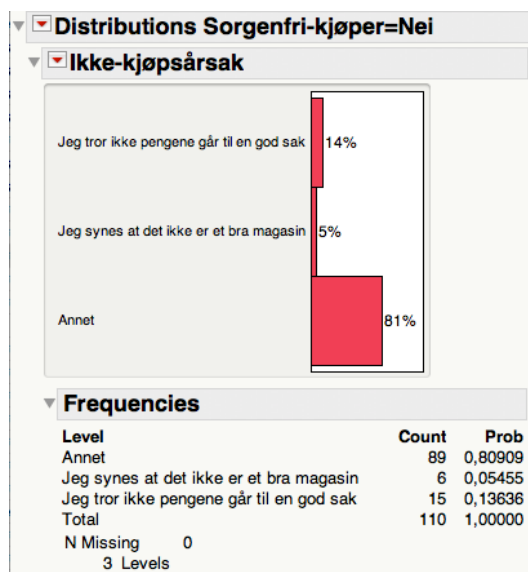 Distributions Sorgenfri-kjøper=Nei
Ikke-kjøpsårsak
Jeg tror ikke pengene går til en god sak 14%
Jeg synes at det ikke er et bra magasin 5%
Annet 81%
Frequencies
Level Count Prob
Annet 89 0,80909
Jeg synes at det ikke er et bra magasin 6 0,05455
Jeg tror ikke pengene går til en god sak 15 0,13636
Total 110 1,00000
N Missing 0
3 Levels